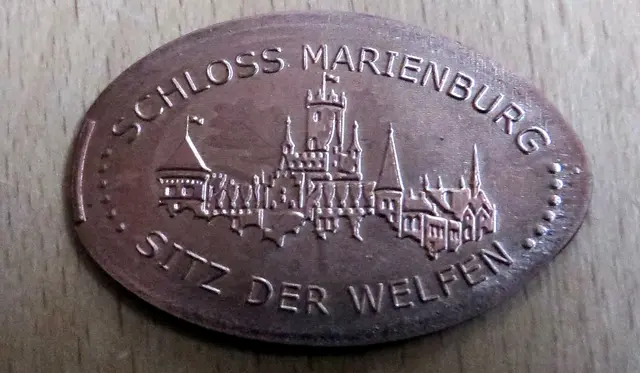 SCHLOSS MARIENBURG
SITZ DER WELFEN